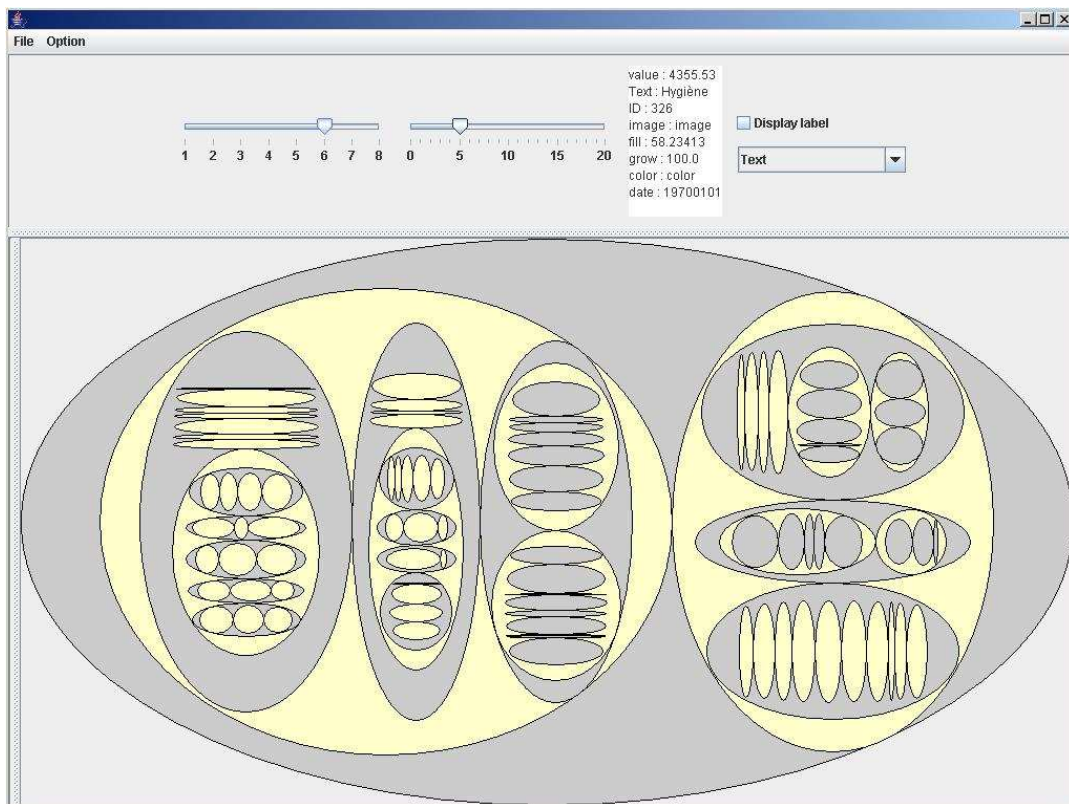 File Option
1 2 3 4 5 6 7 8
0 5 10 15 20
value : 4355.53
Text : Hygiène
ID : 326
image : image
fill : 58.23413
grow : 100.0
color : color
date : 19700101
Display label
Text